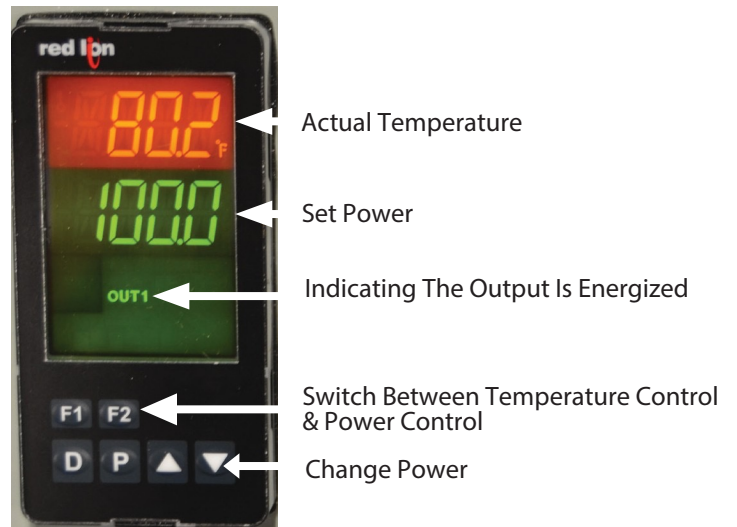 red lion
80.2 °F
Actual Temperature
100.0
Set Power
OUT1
Indicating The Output Is Energized
F1 F2
Switch Between Temperature Control
& Power Control
D P
Change Power